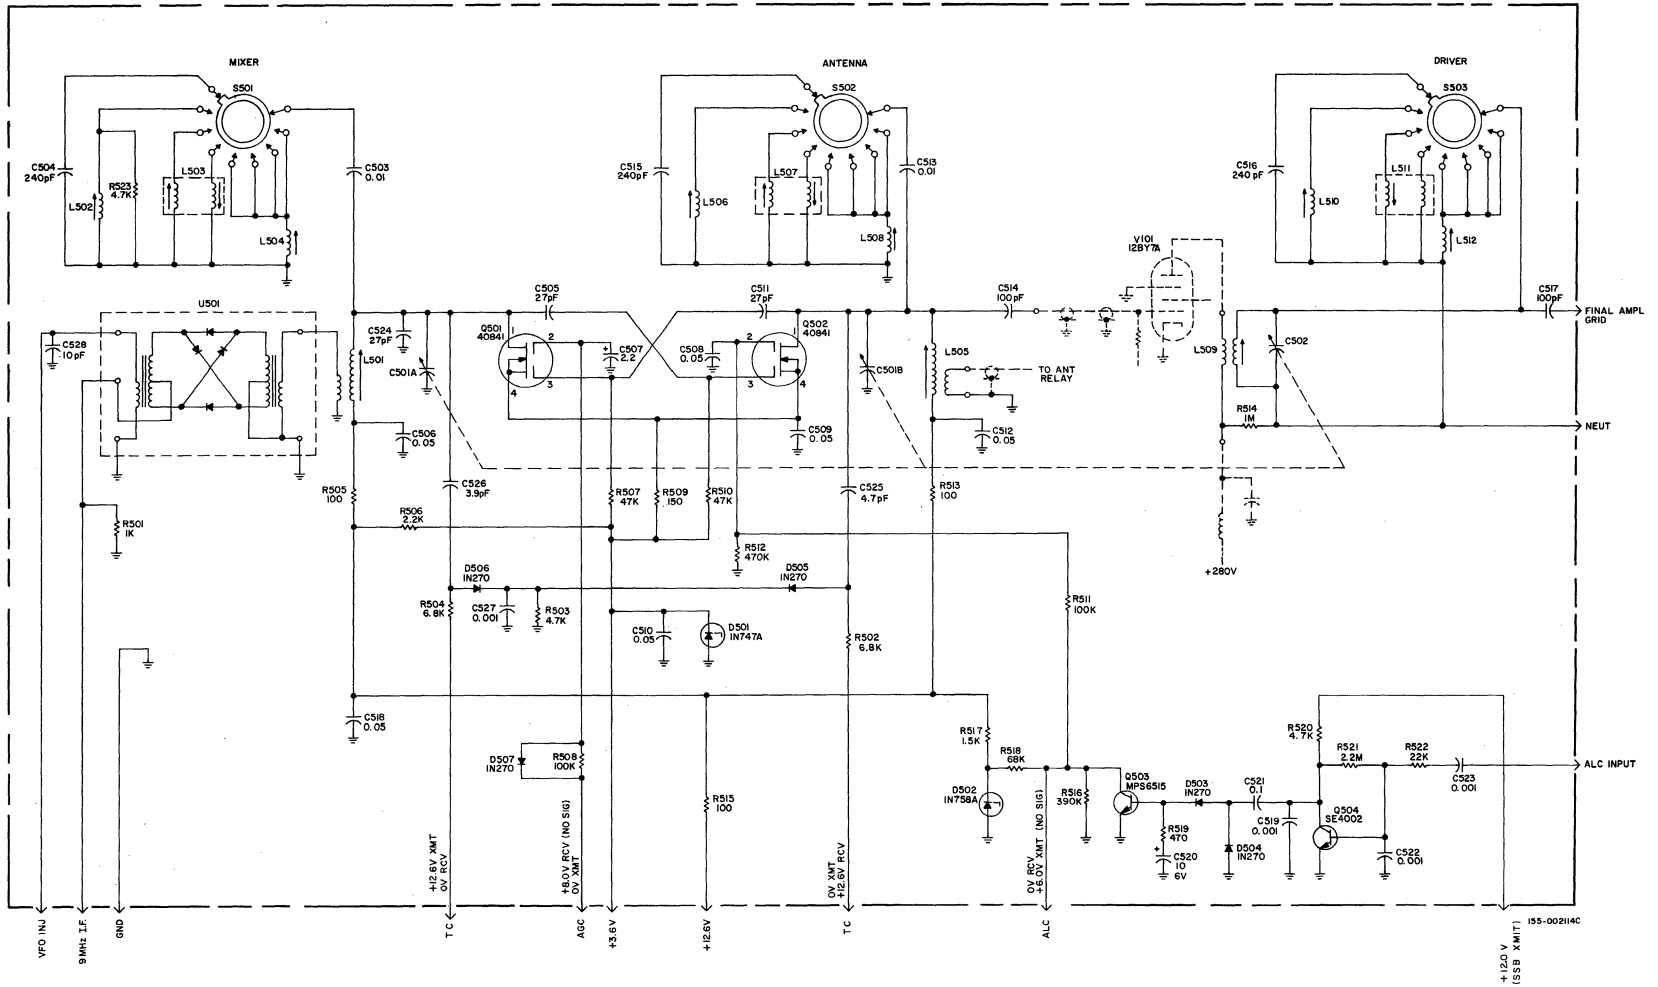 MIXER
ANTENNA
DRIVER
S501
S502
S503
C504
240pF
L502
R523
4.7K
L503
L504
C503
0.01
C515
240pF
L506
L507
L508
C513
0.01
C516
240pF
L510
L511
L512
V101
12BY7A
U501
C528
10pF
C524
27pF
L501
C501A
C505
27pF
Q501
40841
1
2
3
4
C507
2.2
+
C511
27pF
C508
0.05
Q502
40841
1
2
3
4
C501B
L505
C514
100pF
TO ANT
RELAY
L509
C502
C517
100pF
FINAL AMPL
GRID
R514
1M
NEUT
C506
0.05
C509
0.05
C512
0.05
R505
100
C526
3.9pF
R506
2.2K
R507
47K
R509
150
R510
47K
C525
4.7pF
R513
100
R501
1K
R512
470K
+280V
D506
1N270
D505
1N270
R504
6.8K
C527
0.001
R503
4.7K
C510
0.05
D501
1N747A
R502
6.8K
R511
100K
C518
0.05
D507
1N270
R508
100K
R515
100
R517
1.5K
R518
68K
D502
1N758A
R516
390K
Q503
MPS6515
D503
1N270
C521
0.1
R519
470
+
C520
10
6V
D504
1N270
C519
0.001
R520
4.7K
R521
2.2M
R522
22K
C523
0.001
ALC INPUT
Q504
SE4002
C522
0.001
+12.6V XMT
0V RCV
+8.0V RCV (NO SIG)
0V XMT
0V XMT
+12.6V RCV
0V RCV
+6.0V XMT (NO SIG)
VFO INJ
9MHz I.F.
GND
TC
AGC
+3.6V
+12.6V
TC
ALC
+12.0V
(SSB XMIT)
155-002114C